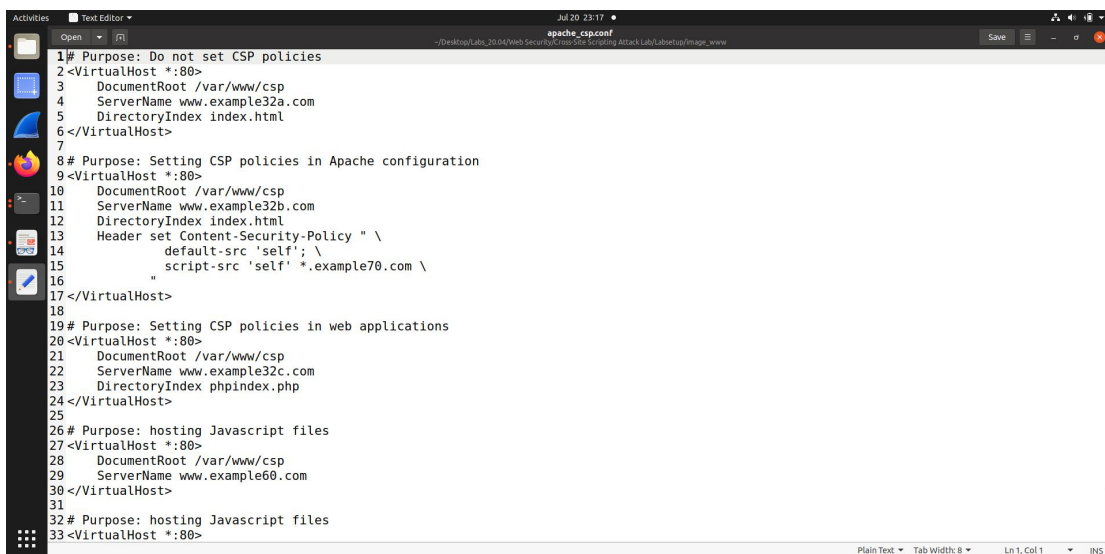 Activities Text Editor Jul 20 23:17
Open apache_csp.conf Save
~/Desktop/Labs_20.04/Web Security/Cross-Site Scripting Attack Lab/Labsetup/image_www
1 # Purpose: Do not set CSP policies
2 <VirtualHost *:80>
3     DocumentRoot /var/www/csp
4     ServerName www.example32a.com
5     DirectoryIndex index.html
6 </VirtualHost>
7
8 # Purpose: Setting CSP policies in Apache configuration
9 <VirtualHost *:80>
10     DocumentRoot /var/www/csp
11     ServerName www.example32b.com
12     DirectoryIndex index.html
13     Header set Content-Security-Policy " \
14              default-src 'self'; \
15              script-src 'self' *.example70.com \
16            "
17 </VirtualHost>
18
19 # Purpose: Setting CSP policies in web applications
20 <VirtualHost *:80>
21     DocumentRoot /var/www/csp
22     ServerName www.example32c.com
23     DirectoryIndex phpindex.php
24 </VirtualHost>
25
26 # Purpose: hosting Javascript files
27 <VirtualHost *:80>
28     DocumentRoot /var/www/csp
29     ServerName www.example60.com
30 </VirtualHost>
31
32 # Purpose: hosting Javascript files
33 <VirtualHost *:80>
Plain Text Tab Width: 8 Ln 1, Col 1 INS